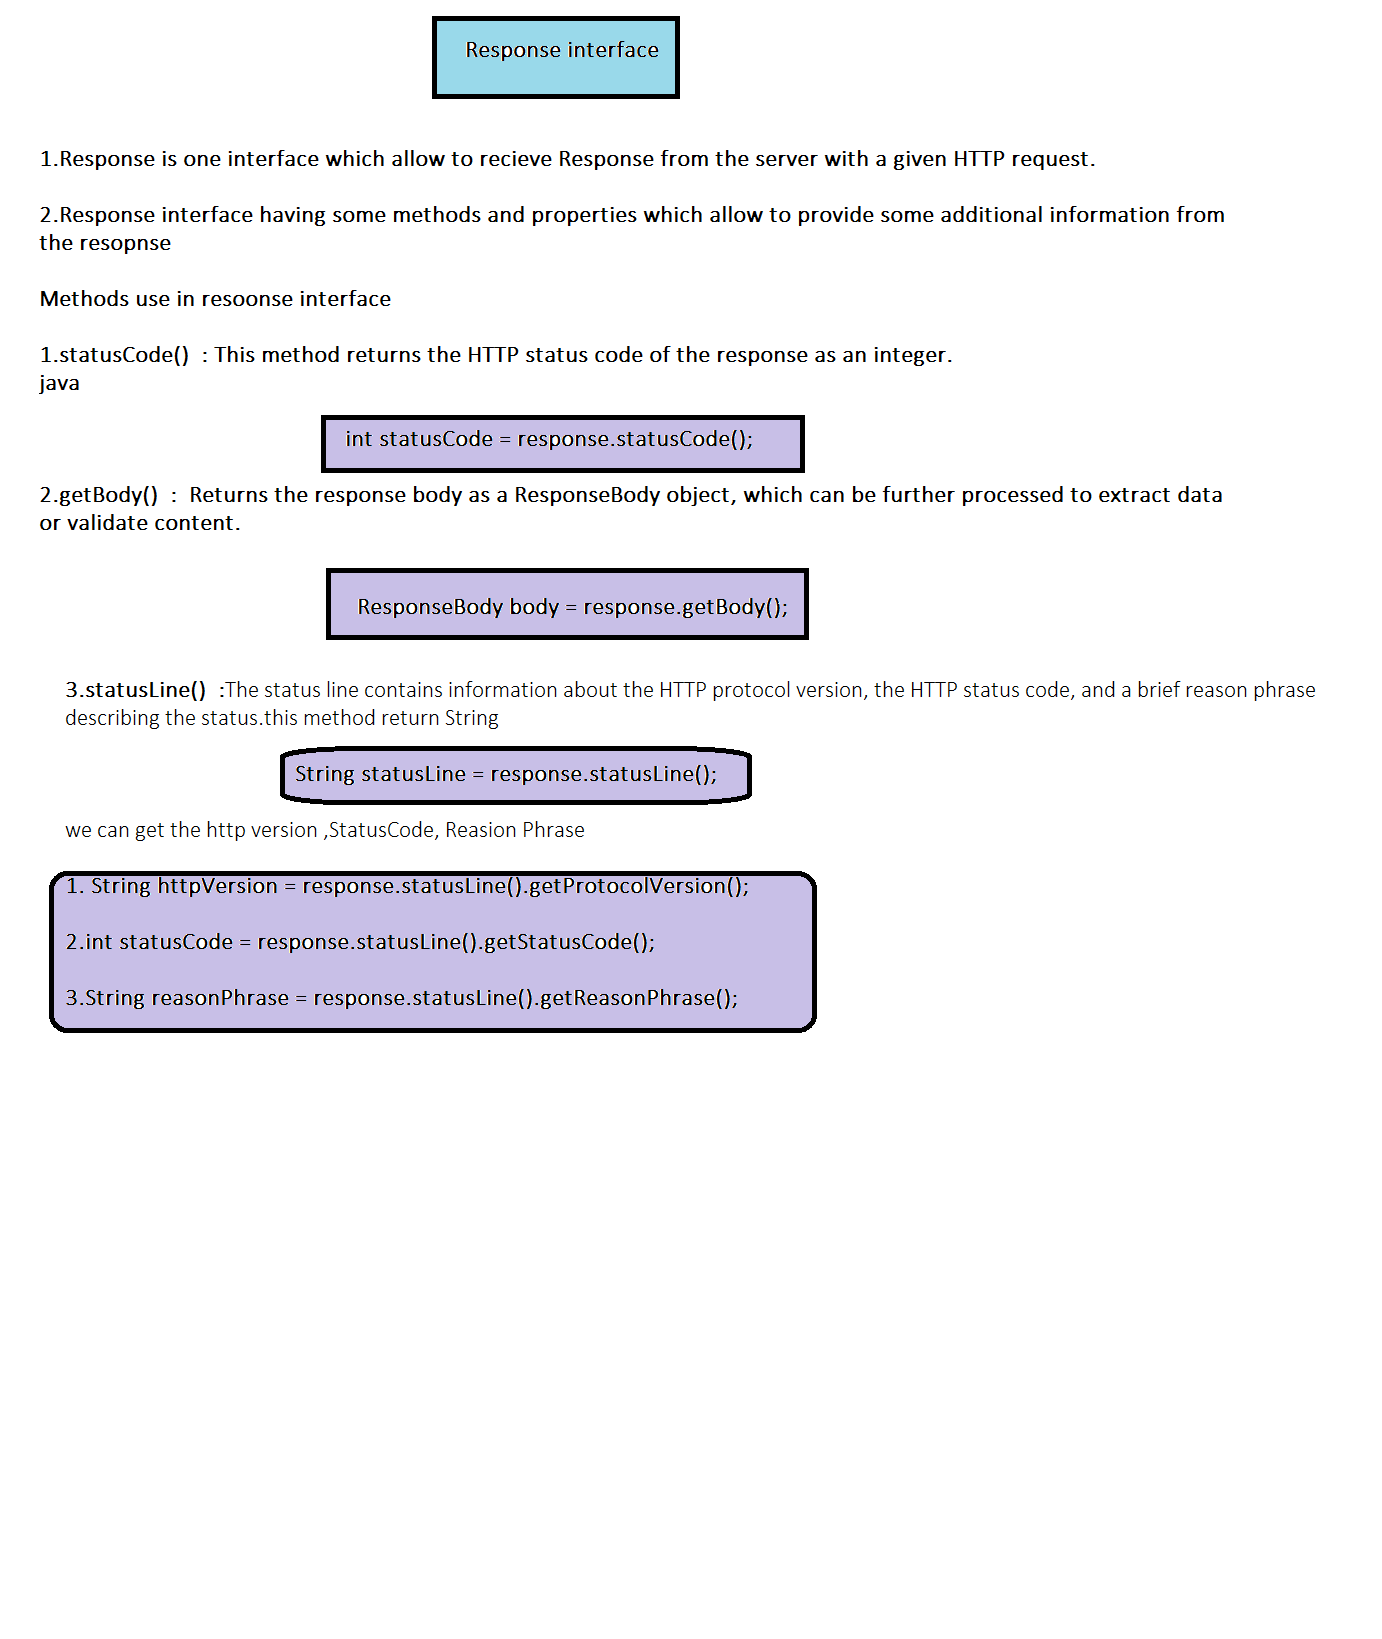 Response interface
1.Response is one interface which allow to recieve Response from the server with a given HTTP request.
2.Response interface having some methods and properties which allow to provide some additional information from
the resopnse
Methods use in resoonse interface
1.statusCode()  : This method returns the HTTP status code of the response as an integer.
java
int statusCode = response.statusCode();
2.getBody()  :  Returns the response body as a ResponseBody object, which can be further processed to extract data
or validate content.
ResponseBody body = response.getBody();
3.statusLine()  :The status line contains information about the HTTP protocol version, the HTTP status code, and a brief reason phrase
describing the status.this method return String
String statusLine = response.statusLine();
we can get the http version ,StatusCode, Reasion Phrase
1. String httpVersion = response.statusLine().getProtocolVersion();
2.int statusCode = response.statusLine().getStatusCode();
3.String reasonPhrase = response.statusLine().getReasonPhrase();